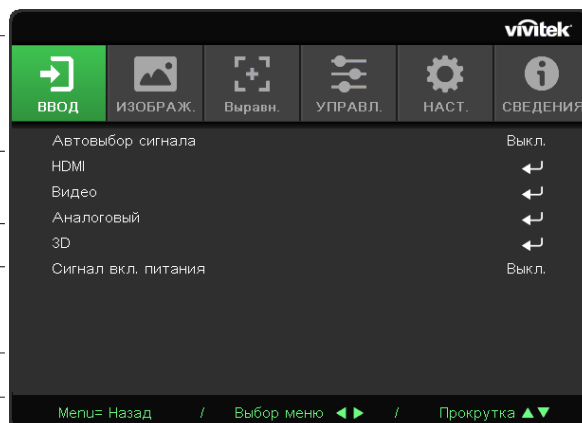 vivitek
ВВОД ИЗОБРАЖ. Выравн. УПРАВЛ. НАСТ. СВЕДЕНИЯ
Автовыбор сигнала Выкл.
HDMI
Видео
Аналоговый
3D
Сигнал вкл. питания Выкл.
Menu= Назад / Выбор меню ◀▶ / Прокрутка ▲▼